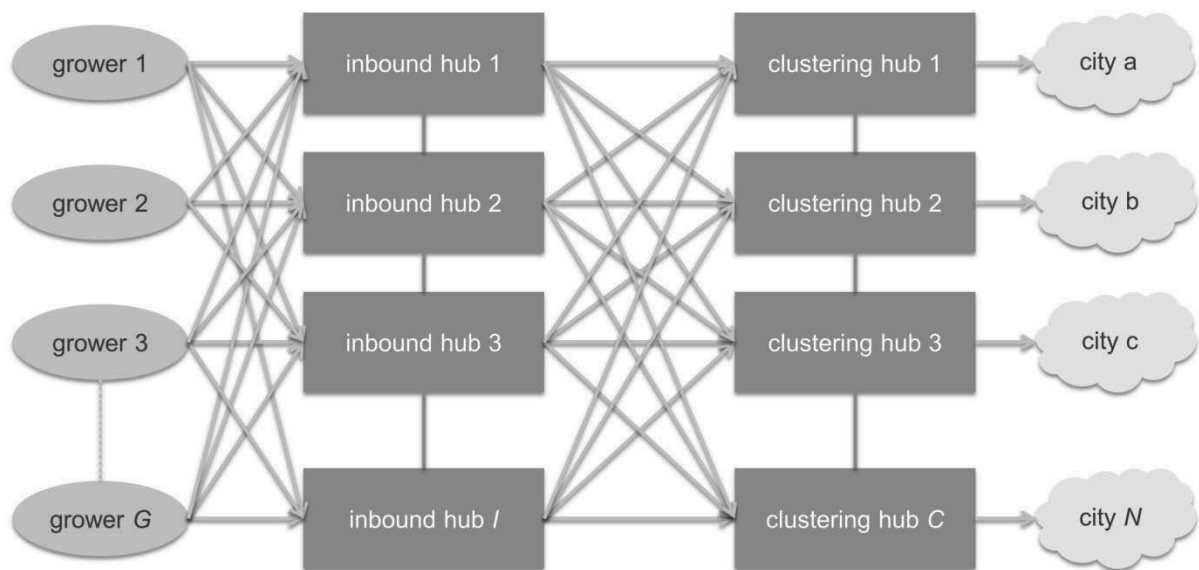 grower 1
inbound hub 1
clustering hub 1
city a
grower 2
inbound hub 2
clustering hub 2
city b
grower 3
inbound hub 3
clustering hub 3
city c
grower G
inbound hub I
clustering hub C
city N